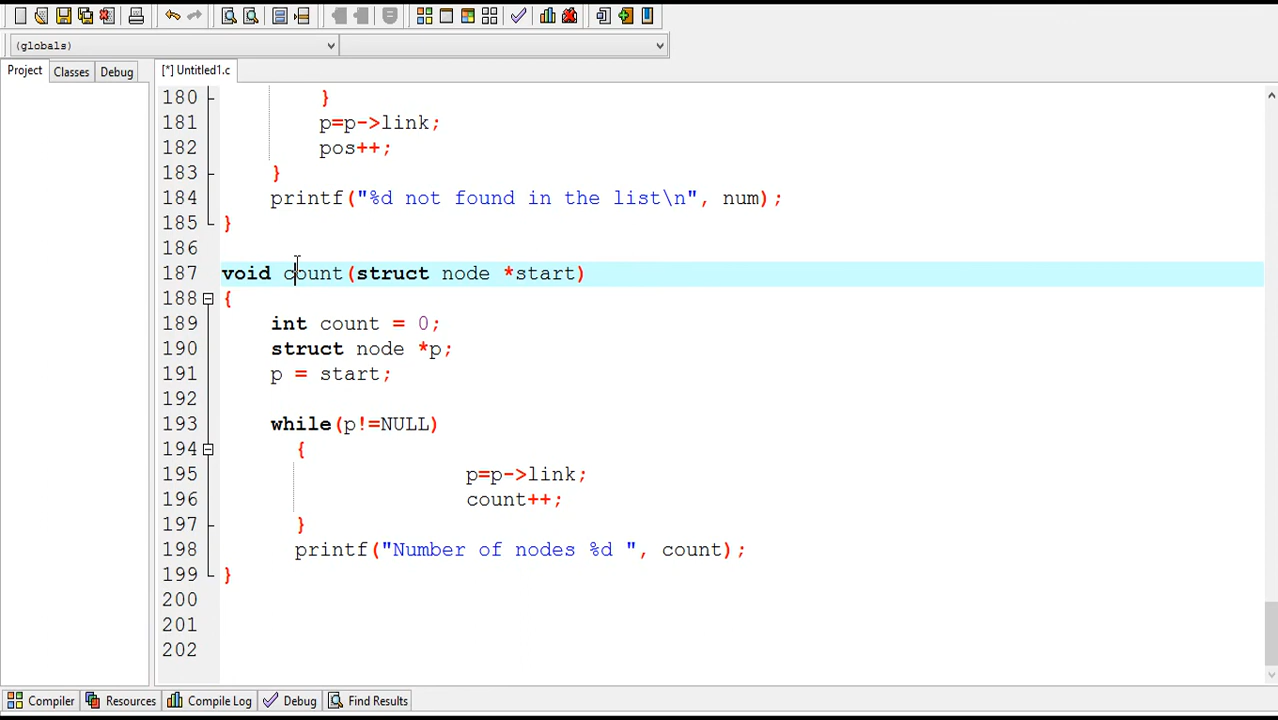 (globals)
Project Classes Debug [*] Untitled1.c
180 }
181 p=p->link;
182 pos++;
183 }
184 printf("%d not found in the list\n", num);
185 }
186
187 void count(struct node *start)
188 {
189 int count = 0;
190 struct node *p;
191 p = start;
192
193 while(p!=NULL)
194 {
195 p=p->link;
196 count++;
197 }
198 printf("Number of nodes %d ", count);
199 }
200
201
202
Compiler Resources Compile Log Debug Find Results